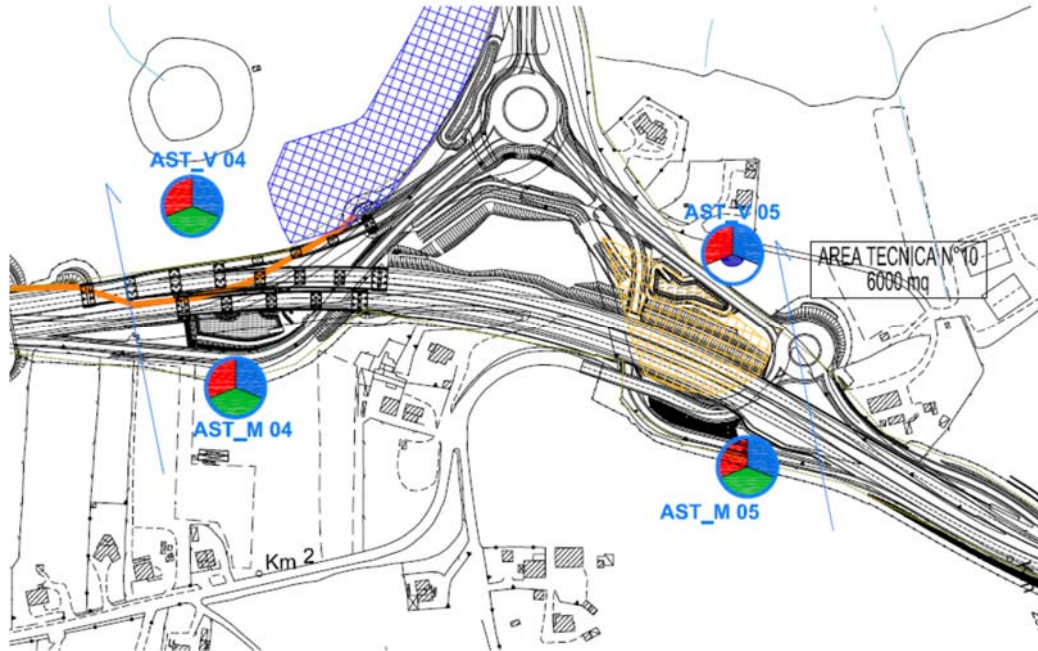 AST_V 04
AST_V 05
AREA TECNICA N°10
6000 mq
AST_M 04
AST_M 05
Km 2